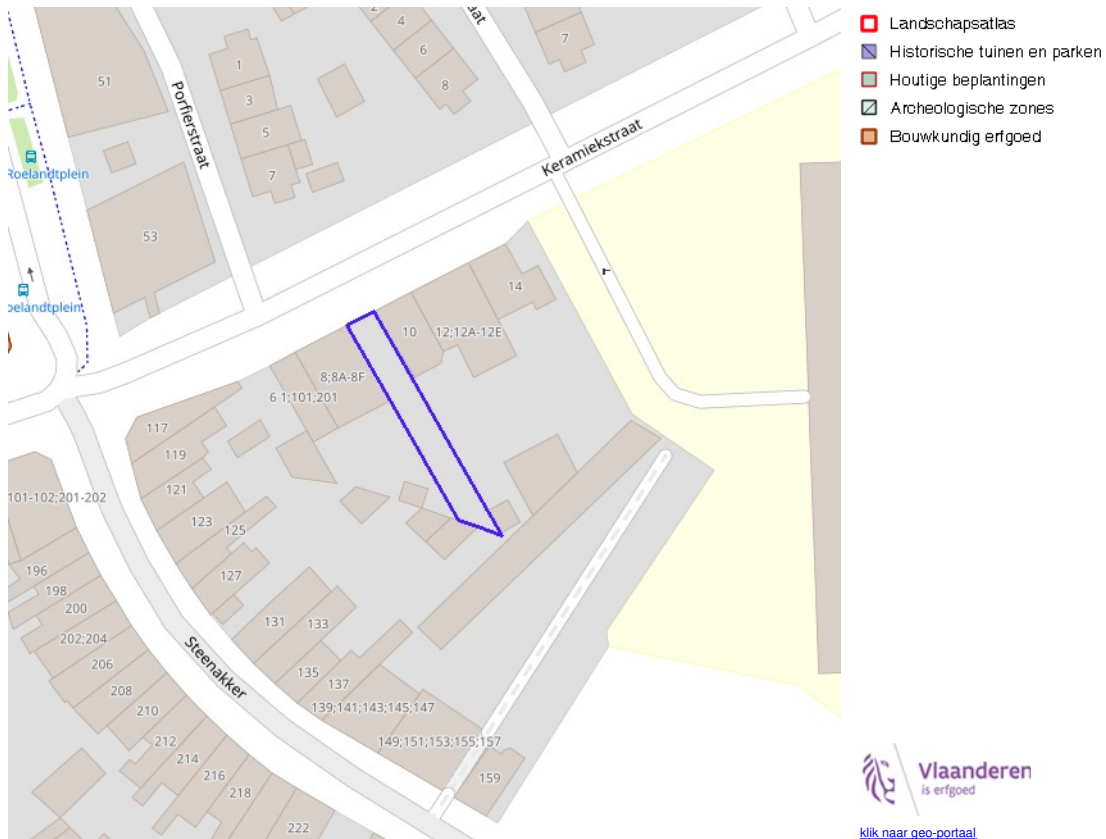 2
4
6
8
7
51
1
3
5
7
Porfierstraat
Keramiekstraat
Roelandtplein
53
oelandtplein
14
12;12A-12E
10
8;8A-8F
6 1;101;201
117
119
121
123
125
127
101-102;201-202
196
198
200
202;204
206
208
210
212
214
216
218
222
131
133
135
137
139;141;143;145;147
149;151;153;155;157
159
Steenakker
Landschapsatlas
Historische tuinen en parken
Houtige beplantingen
Archeologische zones
Bouwkundig erfgoed
Vlaanderen
is erfgoed
klik naar geo-portaal